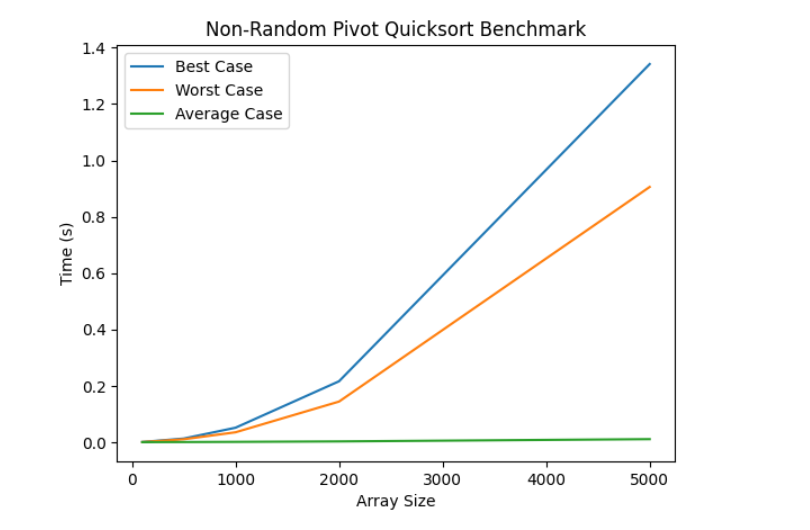 Non-Random Pivot Quicksort Benchmark
1.4
1.2
1.0
0.8
0.6
0.4
0.2
0.0
Time (s)
Best Case
Worst Case
Average Case
0 1000 2000 3000 4000 5000
Array Size